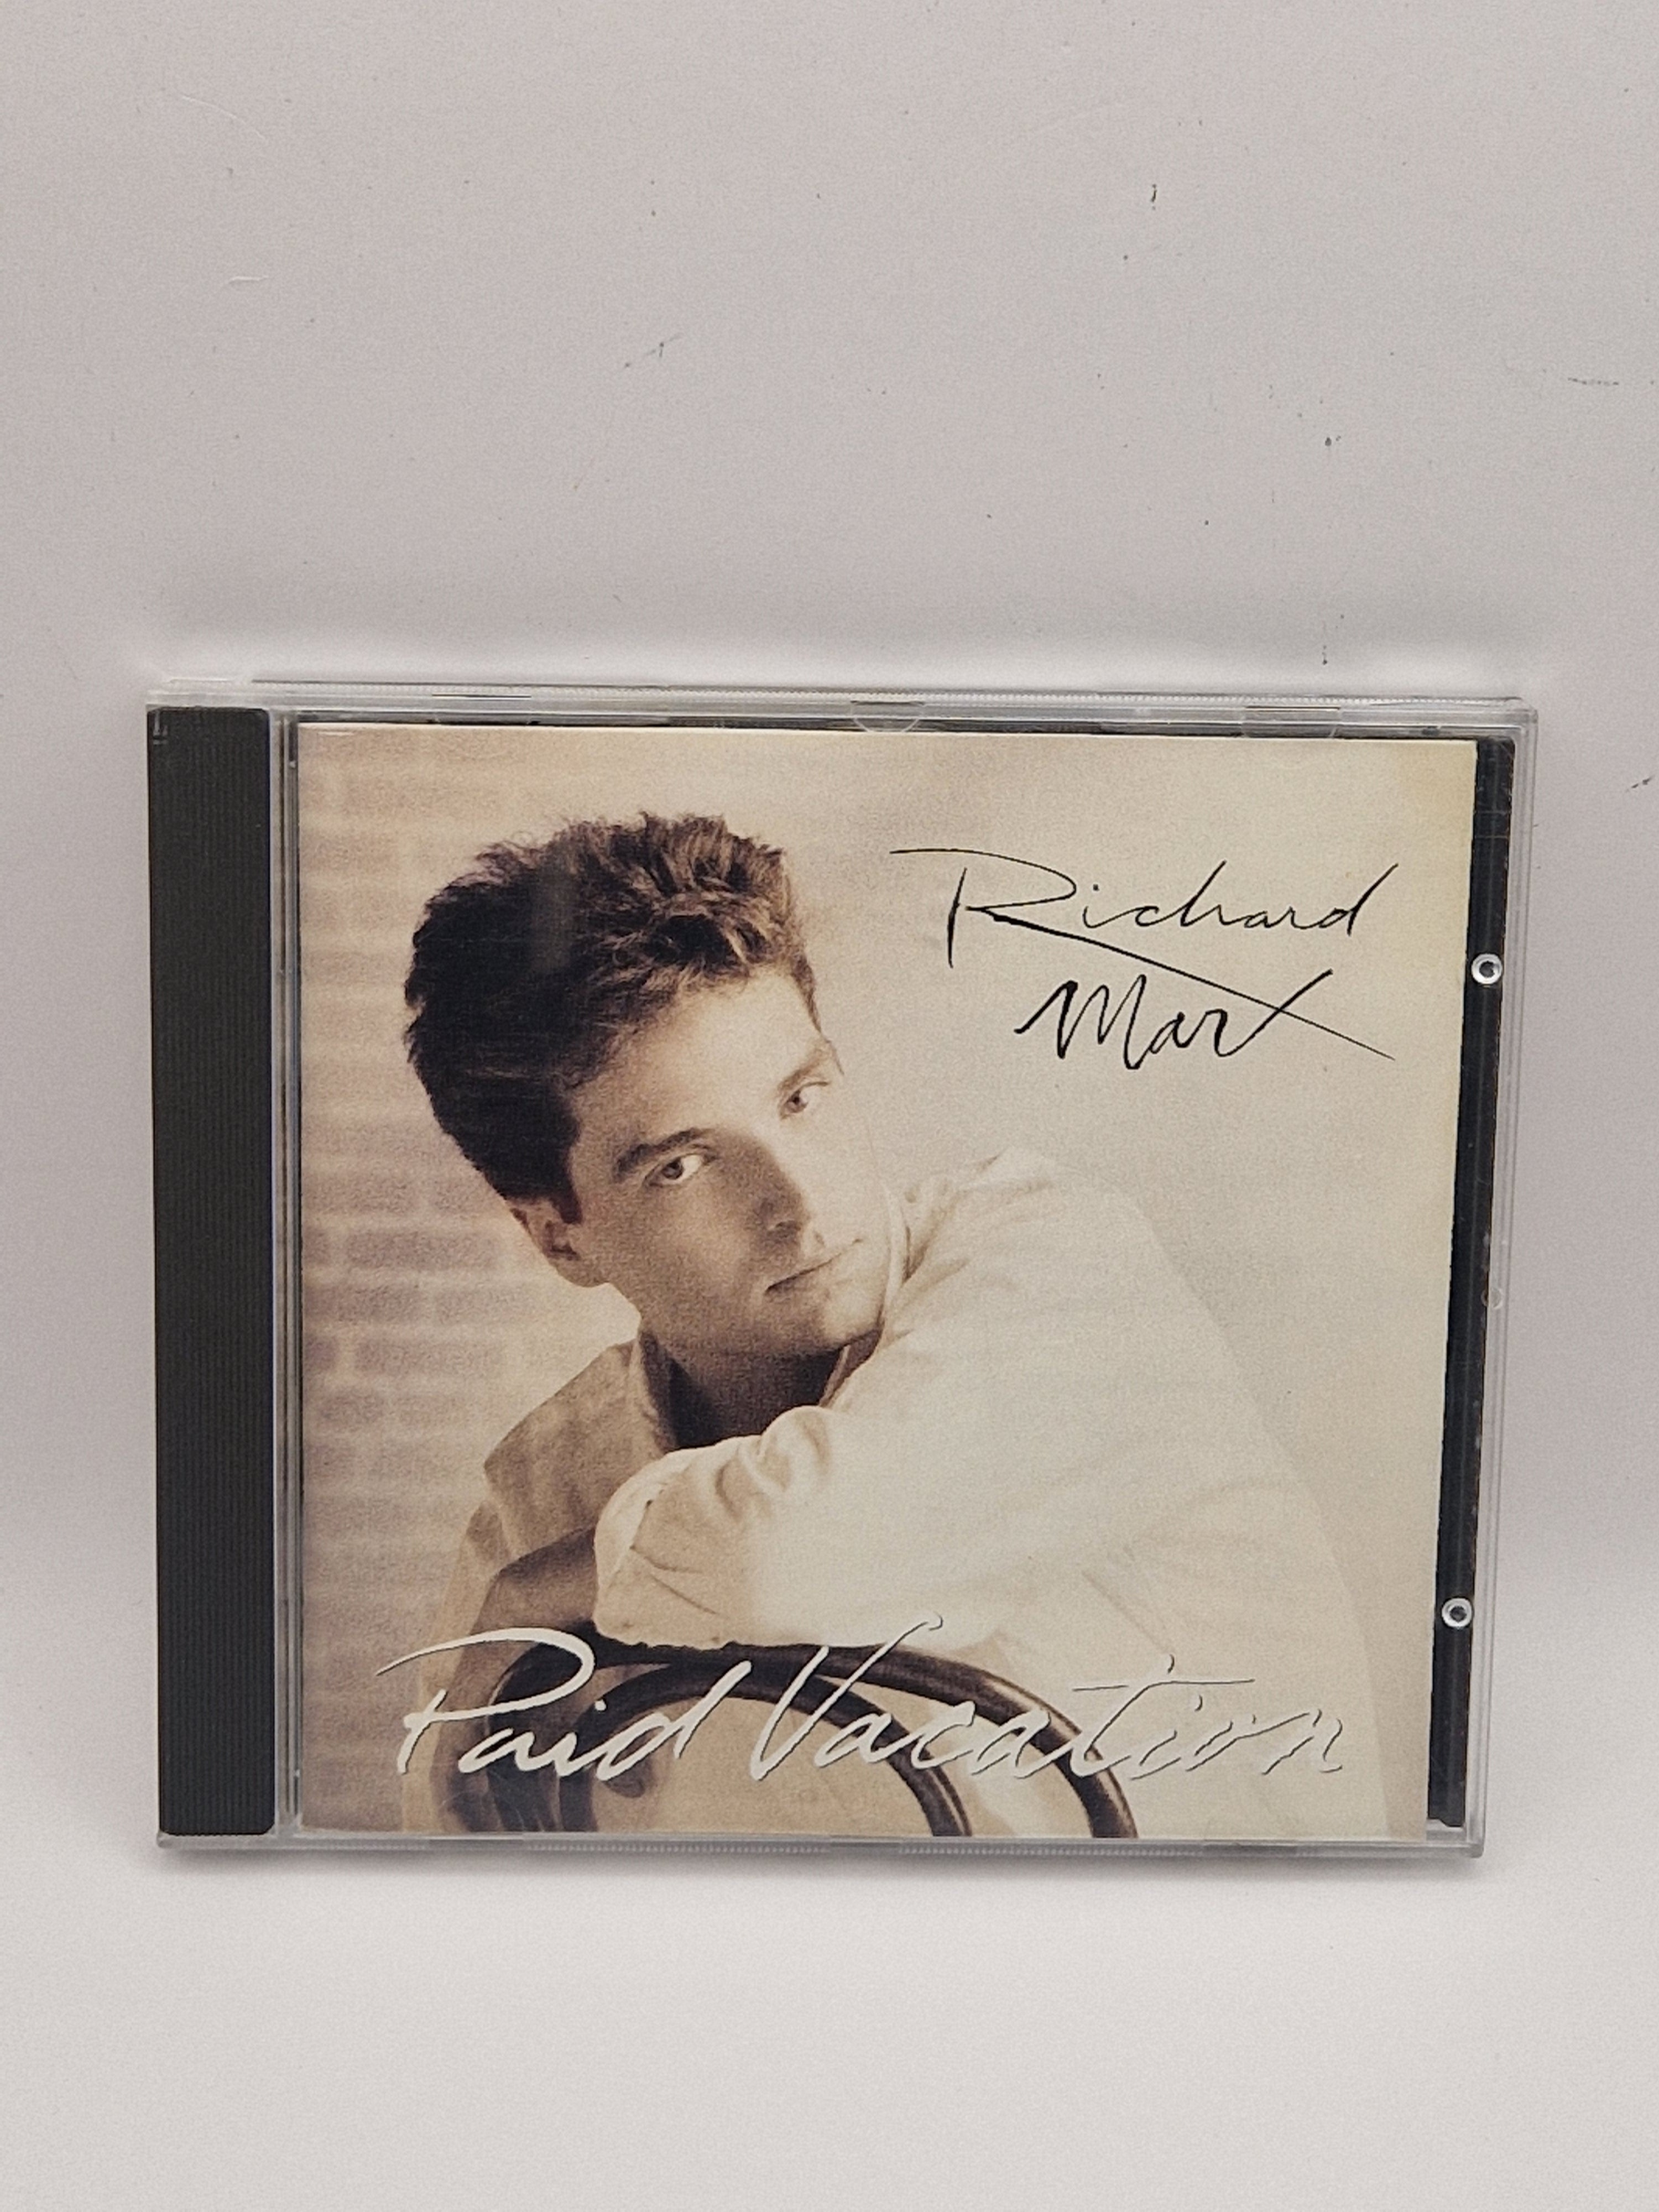 Richard
Marx
Paid Vacation